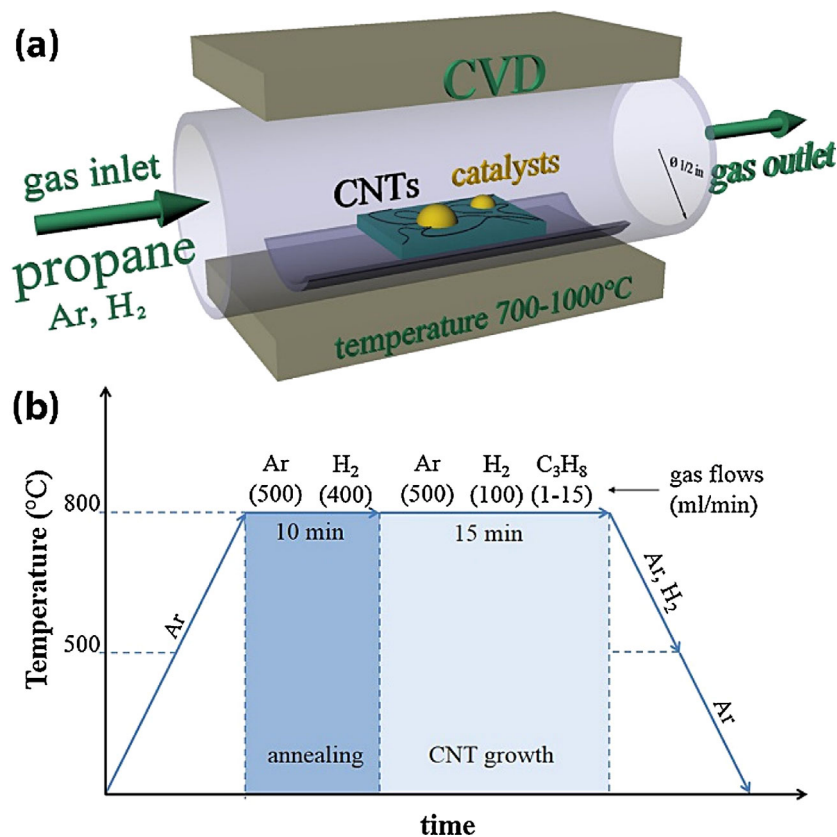 (a)
CVD
gas inlet
propane
Ar, H₂
CNTs
catalysts
Ø 1/2 in
gas outlet
temperature 700-1000°C
(b)
Temperature (°C)
800
500
Ar
Ar
(500)
H₂
(400)
10 min
annealing
Ar
(500)
H₂
(100)
C₃H₈
(1-15)
15 min
CNT growth
gas flows
(ml/min)
Ar, H₂
Ar
time